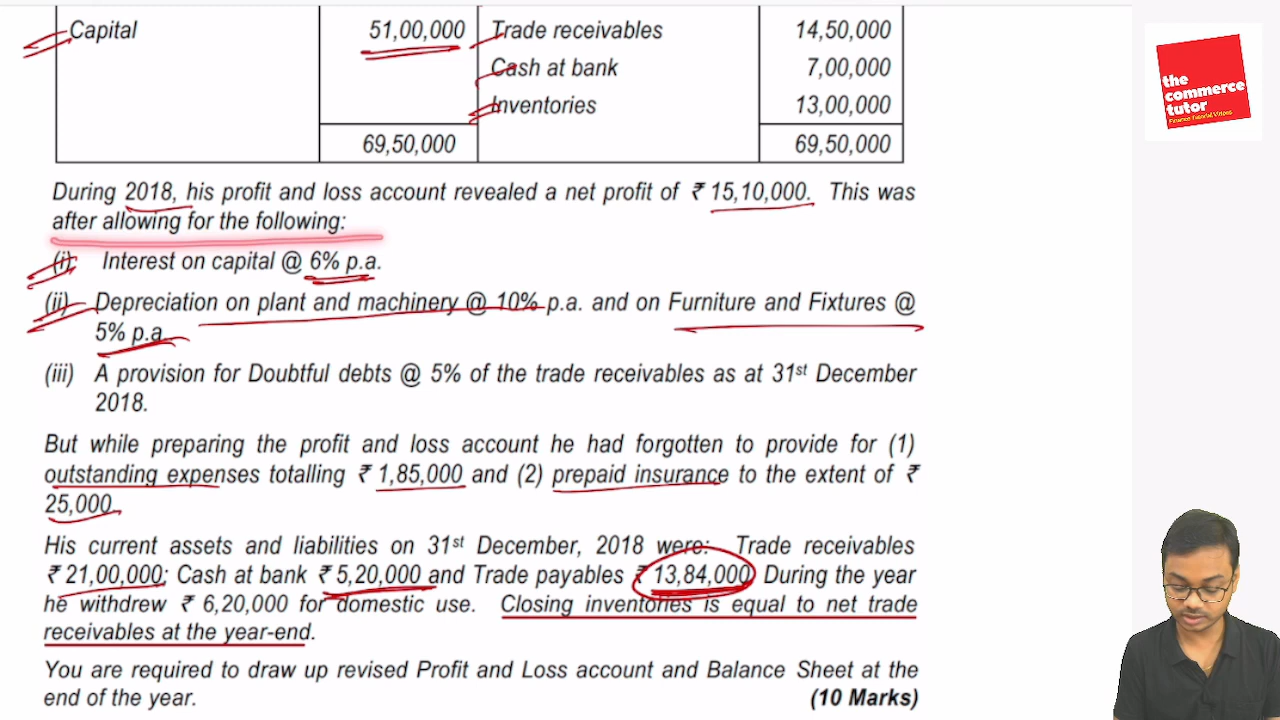 Capital 51,00,000 Trade receivables 14,50,000
Cash at bank 7,00,000
Inventories 13,00,000
69,50,000 69,50,000
During 2018, his profit and loss account revealed a net profit of ₹ 15,10,000. This was
after allowing for the following:
(i) Interest on capital @ 6% p.a.
(ii) Depreciation on plant and machinery @ 10% p.a. and on Furniture and Fixtures @
5% p.a.
(iii) A provision for Doubtful debts @ 5% of the trade receivables as at 31st December
2018.
But while preparing the profit and loss account he had forgotten to provide for (1)
outstanding expenses totalling ₹ 1,85,000 and (2) prepaid insurance to the extent of ₹
25,000.
His current assets and liabilities on 31st December, 2018 were: Trade receivables
₹ 21,00,000; Cash at bank ₹ 5,20,000 and Trade payables ₹ 13,84,000. During the year
he withdrew ₹ 6,20,000 for domestic use. Closing inventories is equal to net trade
receivables at the year-end.
You are required to draw up revised Profit and Loss account and Balance Sheet at the
end of the year. (10 Marks)
the
commerce
tutor